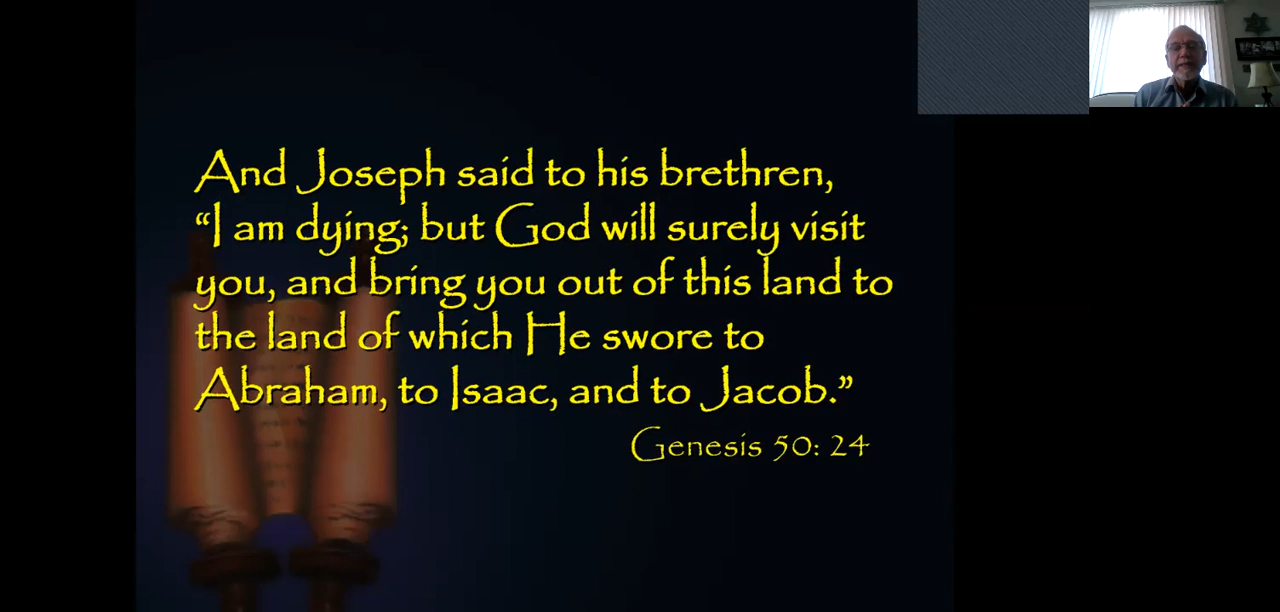 And Joseph said to his brethren,
“I am dying; but God will surely visit
you, and bring you out of this land to
the land of which He swore to
Abraham, to Isaac, and to Jacob.”
Genesis 50: 24